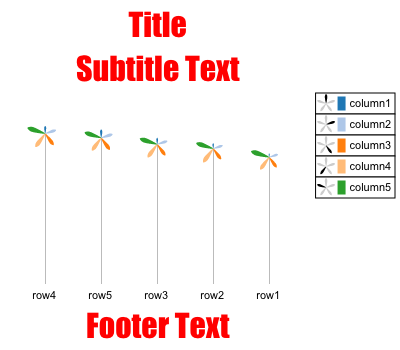 Title
Subtitle Text
column1
column2
column3
column4
column5
row4 row5 row3 row2 row1
Footer Text